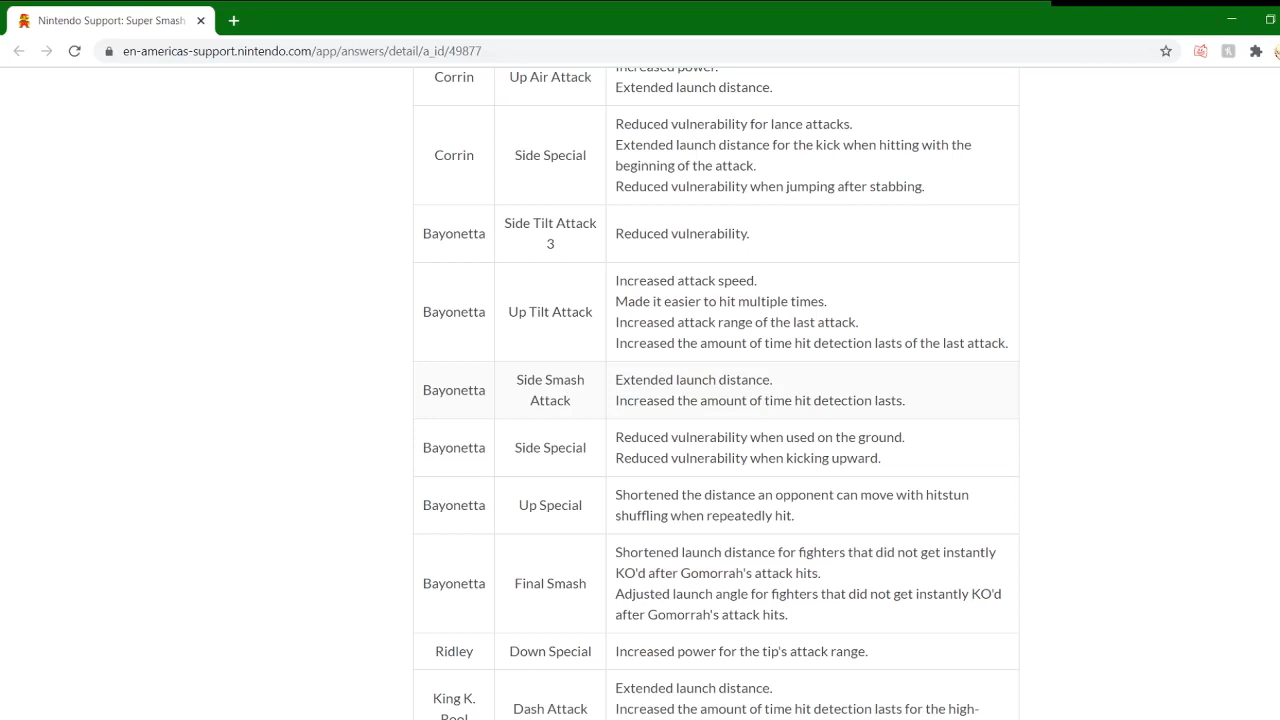 Nintendo Support: Super Smash
en-americas-support.nintendo.com/app/answers/detail/a_id/49877
Corrin
Up Air Attack
Increased power.
Extended launch distance.
Corrin
Side Special
Reduced vulnerability for lance attacks.
Extended launch distance for the kick when hitting with the
beginning of the attack.
Reduced vulnerability when jumping after stabbing.
Bayonetta
Side Tilt Attack
3
Reduced vulnerability.
Bayonetta
Up Tilt Attack
Increased attack speed.
Made it easier to hit multiple times.
Increased attack range of the last attack.
Increased the amount of time hit detection lasts of the last attack.
Bayonetta
Side Smash
Attack
Extended launch distance.
Increased the amount of time hit detection lasts.
Bayonetta
Side Special
Reduced vulnerability when used on the ground.
Reduced vulnerability when kicking upward.
Bayonetta
Up Special
Shortened the distance an opponent can move with hitstun
shuffling when repeatedly hit.
Bayonetta
Final Smash
Shortened launch distance for fighters that did not get instantly
KO'd after Gomorrah's attack hits.
Adjusted launch angle for fighters that did not get instantly KO'd
after Gomorrah's attack hits.
Ridley
Down Special
Increased power for the tip's attack range.
King K.
Rool
Dash Attack
Extended launch distance.
Increased the amount of time hit detection lasts for the high-